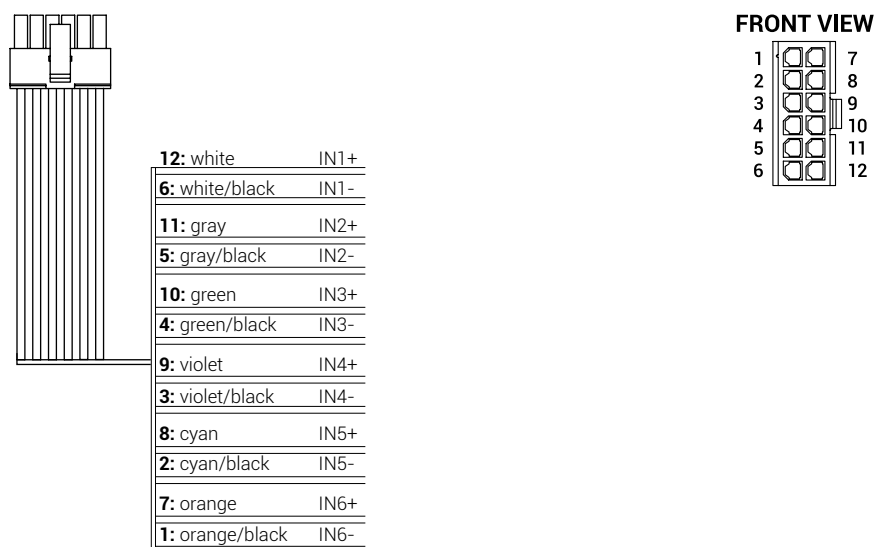 FRONT VIEW
1 7
2 8
3 9
4 10
5 11
6 12
12: white IN1+
6: white/black IN1-
11: gray IN2+
5: gray/black IN2-
10: green IN3+
4: green/black IN3-
9: violet IN4+
3: violet/black IN4-
8: cyan IN5+
2: cyan/black IN5-
7: orange IN6+
1: orange/black IN6-